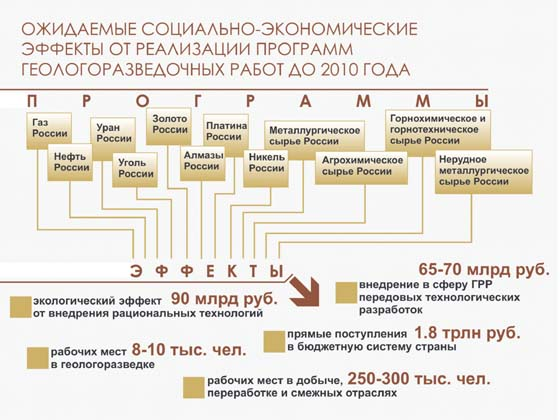 ОЖИДАЕМЫЕ СОЦИАЛЬНО-ЭКОНОМИЧЕСКИЕ
ЭФФЕКТЫ ОТ РЕАЛИЗАЦИИ ПРОГРАММ
ГЕОЛОГОРАЗВЕДОЧНЫХ РАБОТ ДО 2010 ГОДА
ПРОГРАММЫ
Газ
России
Нефть
России
Уран
России
Уголь
России
Золото
России
Алмазы
России
Платина
России
Никель
России
Металлургическое
сырье России
Агрохимическое
сырье России
Горнохимическое и
горнотехническое
сырье России
Нерудное
металлургическое
сырье России
ЭФФЕКТЫ
экологический эффект 90 млрд руб.
от внедрения рациональных технологий
65-70 млрд руб.
внедрение в сферу ГРР
передовых технологических
разработок
прямые поступления 1.8 трлн руб.
в бюджетную систему страны
рабочих мест 8-10 тыс. чел.
в геологоразведке
рабочих мест в добыче, 250-300 тыс. чел.
переработке и смежных отраслях